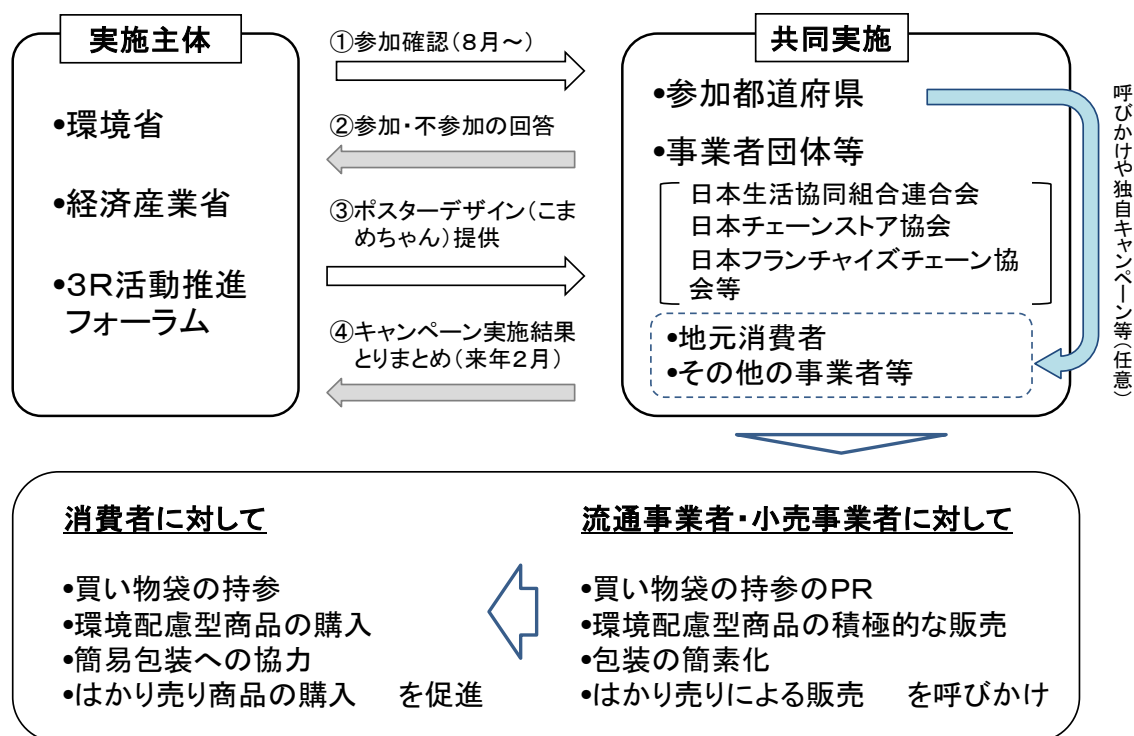 実施主体
•環境省
•経済産業省
•3R活動推進
フォーラム
①参加確認(8月～)
②参加・不参加の回答
③ポスターデザイン(こま
めちゃん)提供
④キャンペーン実施結果
とりまとめ(来年2月)
共同実施
•参加都道府県
•事業者団体等
日本生活協同組合連合会
日本チェーンストア協会
日本フランチャイズチェーン協
会等
•地元消費者
•その他の事業者等
呼びかけや独自キャンペーン等(任意)
消費者に対して
•買い物袋の持参
•環境配慮型商品の購入
•簡易包装への協力
•はかり売り商品の購入 を促進
流通事業者・小売事業者に対して
•買い物袋の持参のPR
•環境配慮型商品の積極的な販売
•包装の簡素化
•はかり売りによる販売 を呼びかけ